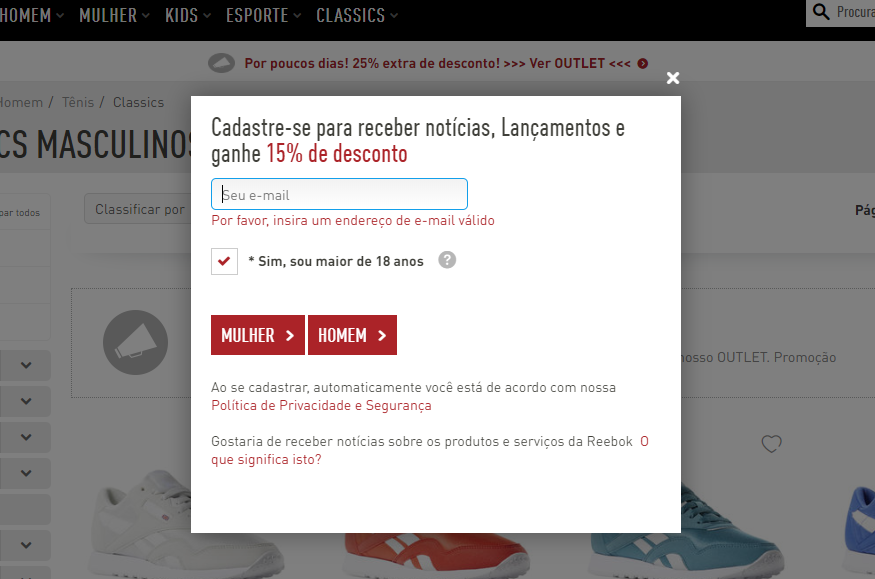 HOMEM MULHER KIDS ESPORTE CLASSICS Procura
Por poucos dias! 25% extra de desconto! >>> Ver OUTLET <<<
Homem / Tênis / Classics
CS MASCULINOS
Classificar por
Pág
Cadastre-se para receber notícias, Lançamentos e
ganhe 15% de desconto
Seu e-mail
Por favor, insira um endereço de e-mail válido
* Sim, sou maior de 18 anos ?
MULHER > HOMEM >
nosso OUTLET. Promoção
Ao se cadastrar, automaticamente você está de acordo com nossa
Política de Privacidade e Segurança
Gostaria de receber notícias sobre os produtos e serviços da Reebok O
que significa isto?